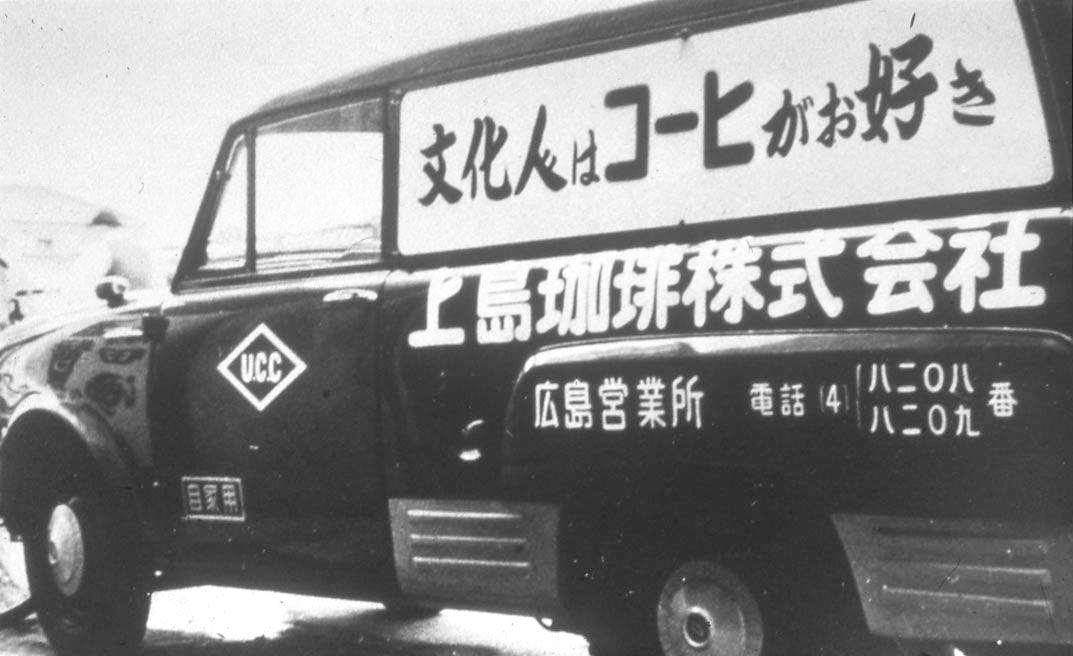 文化人はコーヒーがお好き
上島珈琲株式会社
U.C.C
広島営業所 電話(4)八二〇八
八二〇九番
自家用